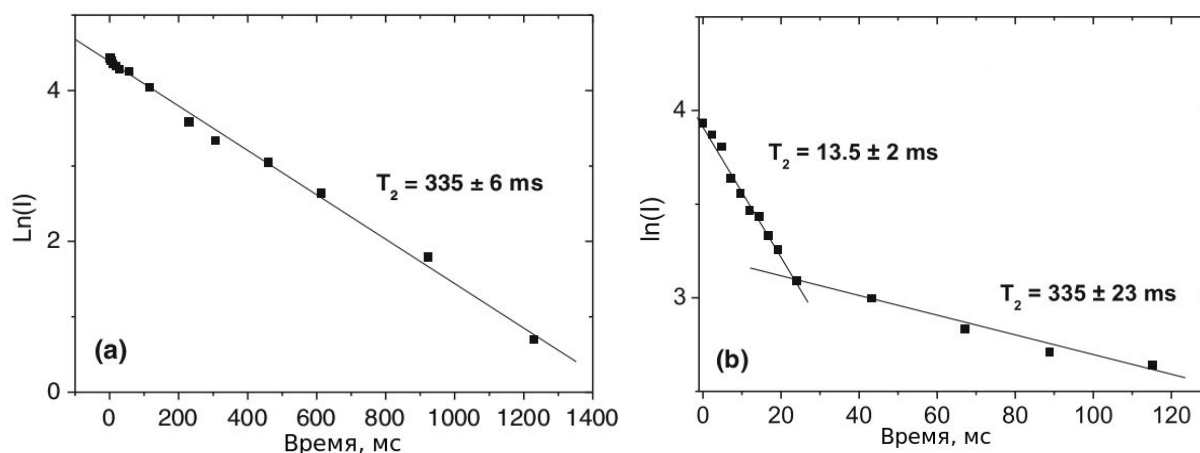 Ln(I)
4
2
0
(a)
T2 = 335 ± 6 ms
0 200 400 600 800 1000 1200 1400
Время, мс
ln(I)
4
3
(b)
T2 = 13.5 ± 2 ms
T2 = 335 ± 23 ms
0 20 40 60 80 100 120
Время, мс